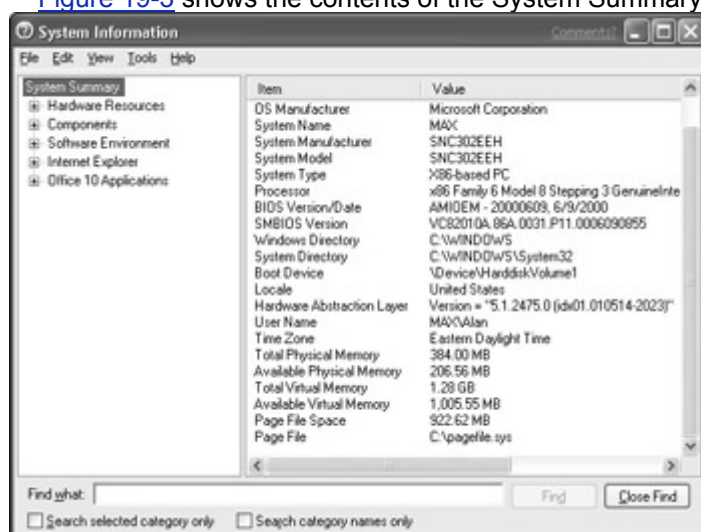 Figure 19-3 shows the contents of the System Summary
System Information
Comments?
File Edit View Tools Help
System Summary
Hardware Resources
Components
Software Environment
Internet Explorer
Office 10 Applications
Item Value
OS Manufacturer Microsoft Corporation
System Name MAX
System Manufacturer SNC302EEH
System Model SNC302EEH
System Type X86-based PC
Processor x86 Family 6 Model 8 Stepping 3 GenuineInte
BIOS Version/Date AMIOEM - 20000609, 6/9/2000
SMBIOS Version VC82010A.86A.0031.P11.0006090855
Windows Directory C:\WINDOWS
System Directory C:\WINDOWS\System32
Boot Device \Device\HarddiskVolume1
Locale United States
Hardware Abstraction Layer Version = "5.1.2475.0 (idx01.010514-2023)"
User Name MAX\Alan
Time Zone Eastern Daylight Time
Total Physical Memory 384.00 MB
Available Physical Memory 206.56 MB
Total Virtual Memory 1.28 GB
Available Virtual Memory 1,005.55 MB
Page File Space 922.62 MB
Page File C:\pagefile.sys
Find what: Find Close Find
Search selected category only Search category names only